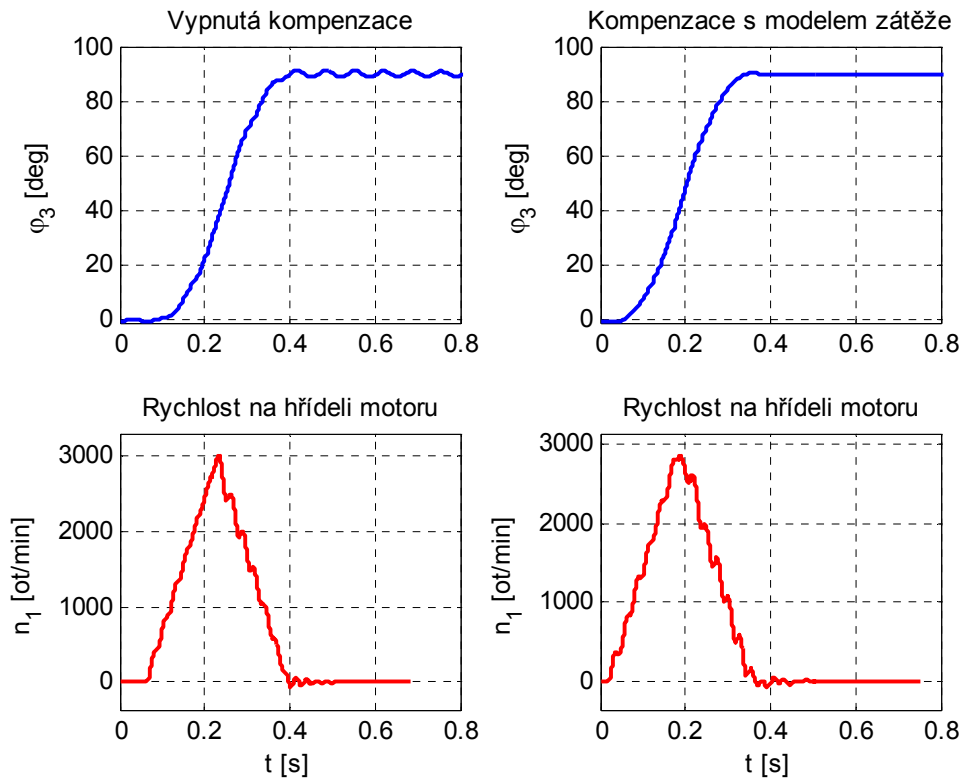 Vypnutá kompenzace
100
80
60
40
20
0
φ3 [deg]
0 0.2 0.4 0.6 0.8
Kompenzace s modelem zátěže
100
80
60
40
20
0
φ3 [deg]
0 0.2 0.4 0.6 0.8
Rychlost na hřídeli motoru
3000
2000
1000
0
n1 [ot/min]
0 0.2 0.4 0.6 0.8
t [s]
Rychlost na hřídeli motoru
3000
2000
1000
0
n1 [ot/min]
0 0.2 0.4 0.6 0.8
t [s]